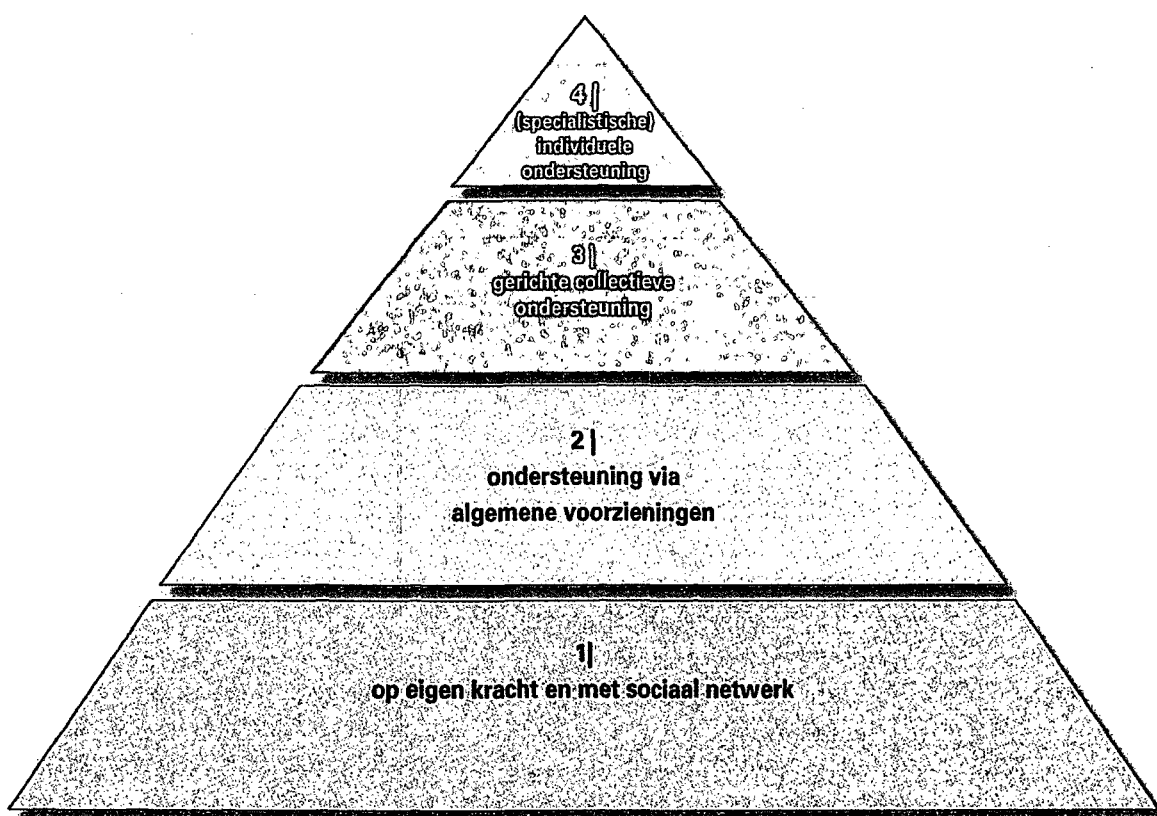 4|
(specialistische)
individuele
ondersteuning
3|
gerichte collectieve
ondersteuning
2|
ondersteuning via
algemene voorzieningen
1|
op eigen kracht en met sociaal netwerk